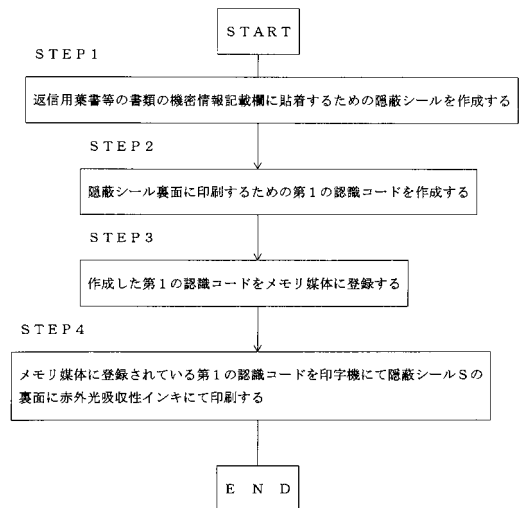 START
STEP1
返信用葉書等の書類の機密情報記載欄に貼着するための隠蔽シールを作成する
STEP2
隠蔽シール裏面に印刷するための第1の認識コードを作成する
STEP3
作成した第1の認識コードをメモリ媒体に登録する
STEP4
メモリ媒体に登録されている第1の認識コードを印字機にて隠蔽シールSの
裏面に赤外光吸収性インキにて印刷する
END